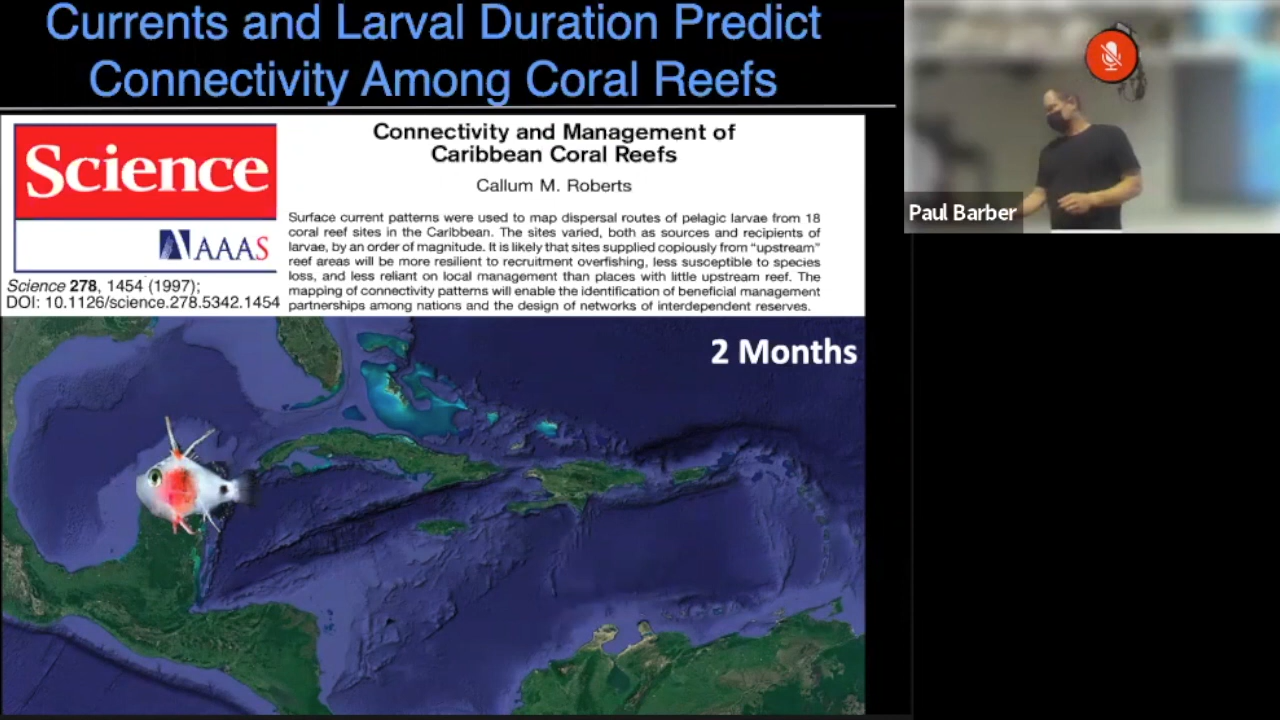 Currents and Larval Duration Predict
Connectivity Among Coral Reefs
Science
AAAS
Science 278, 1454 (1997);
DOI: 10.1126/science.278.5342.1454
Connectivity and Management of
Caribbean Coral Reefs
Callum M. Roberts
Surface current patterns were used to map dispersal routes of pelagic larvae from 18
coral reef sites in the Caribbean. The sites varied, both as sources and recipients of
larvae, by an order of magnitude. It is likely that sites supplied copiously from “upstream”
reef areas will be more resilient to recruitment overfishing, less susceptible to species
loss, and less reliant on local management than places with little upstream reef. The
mapping of connectivity patterns will enable the identification of beneficial management
partnerships among nations and the design of networks of interdependent reserves.
2 Months
Paul Barber